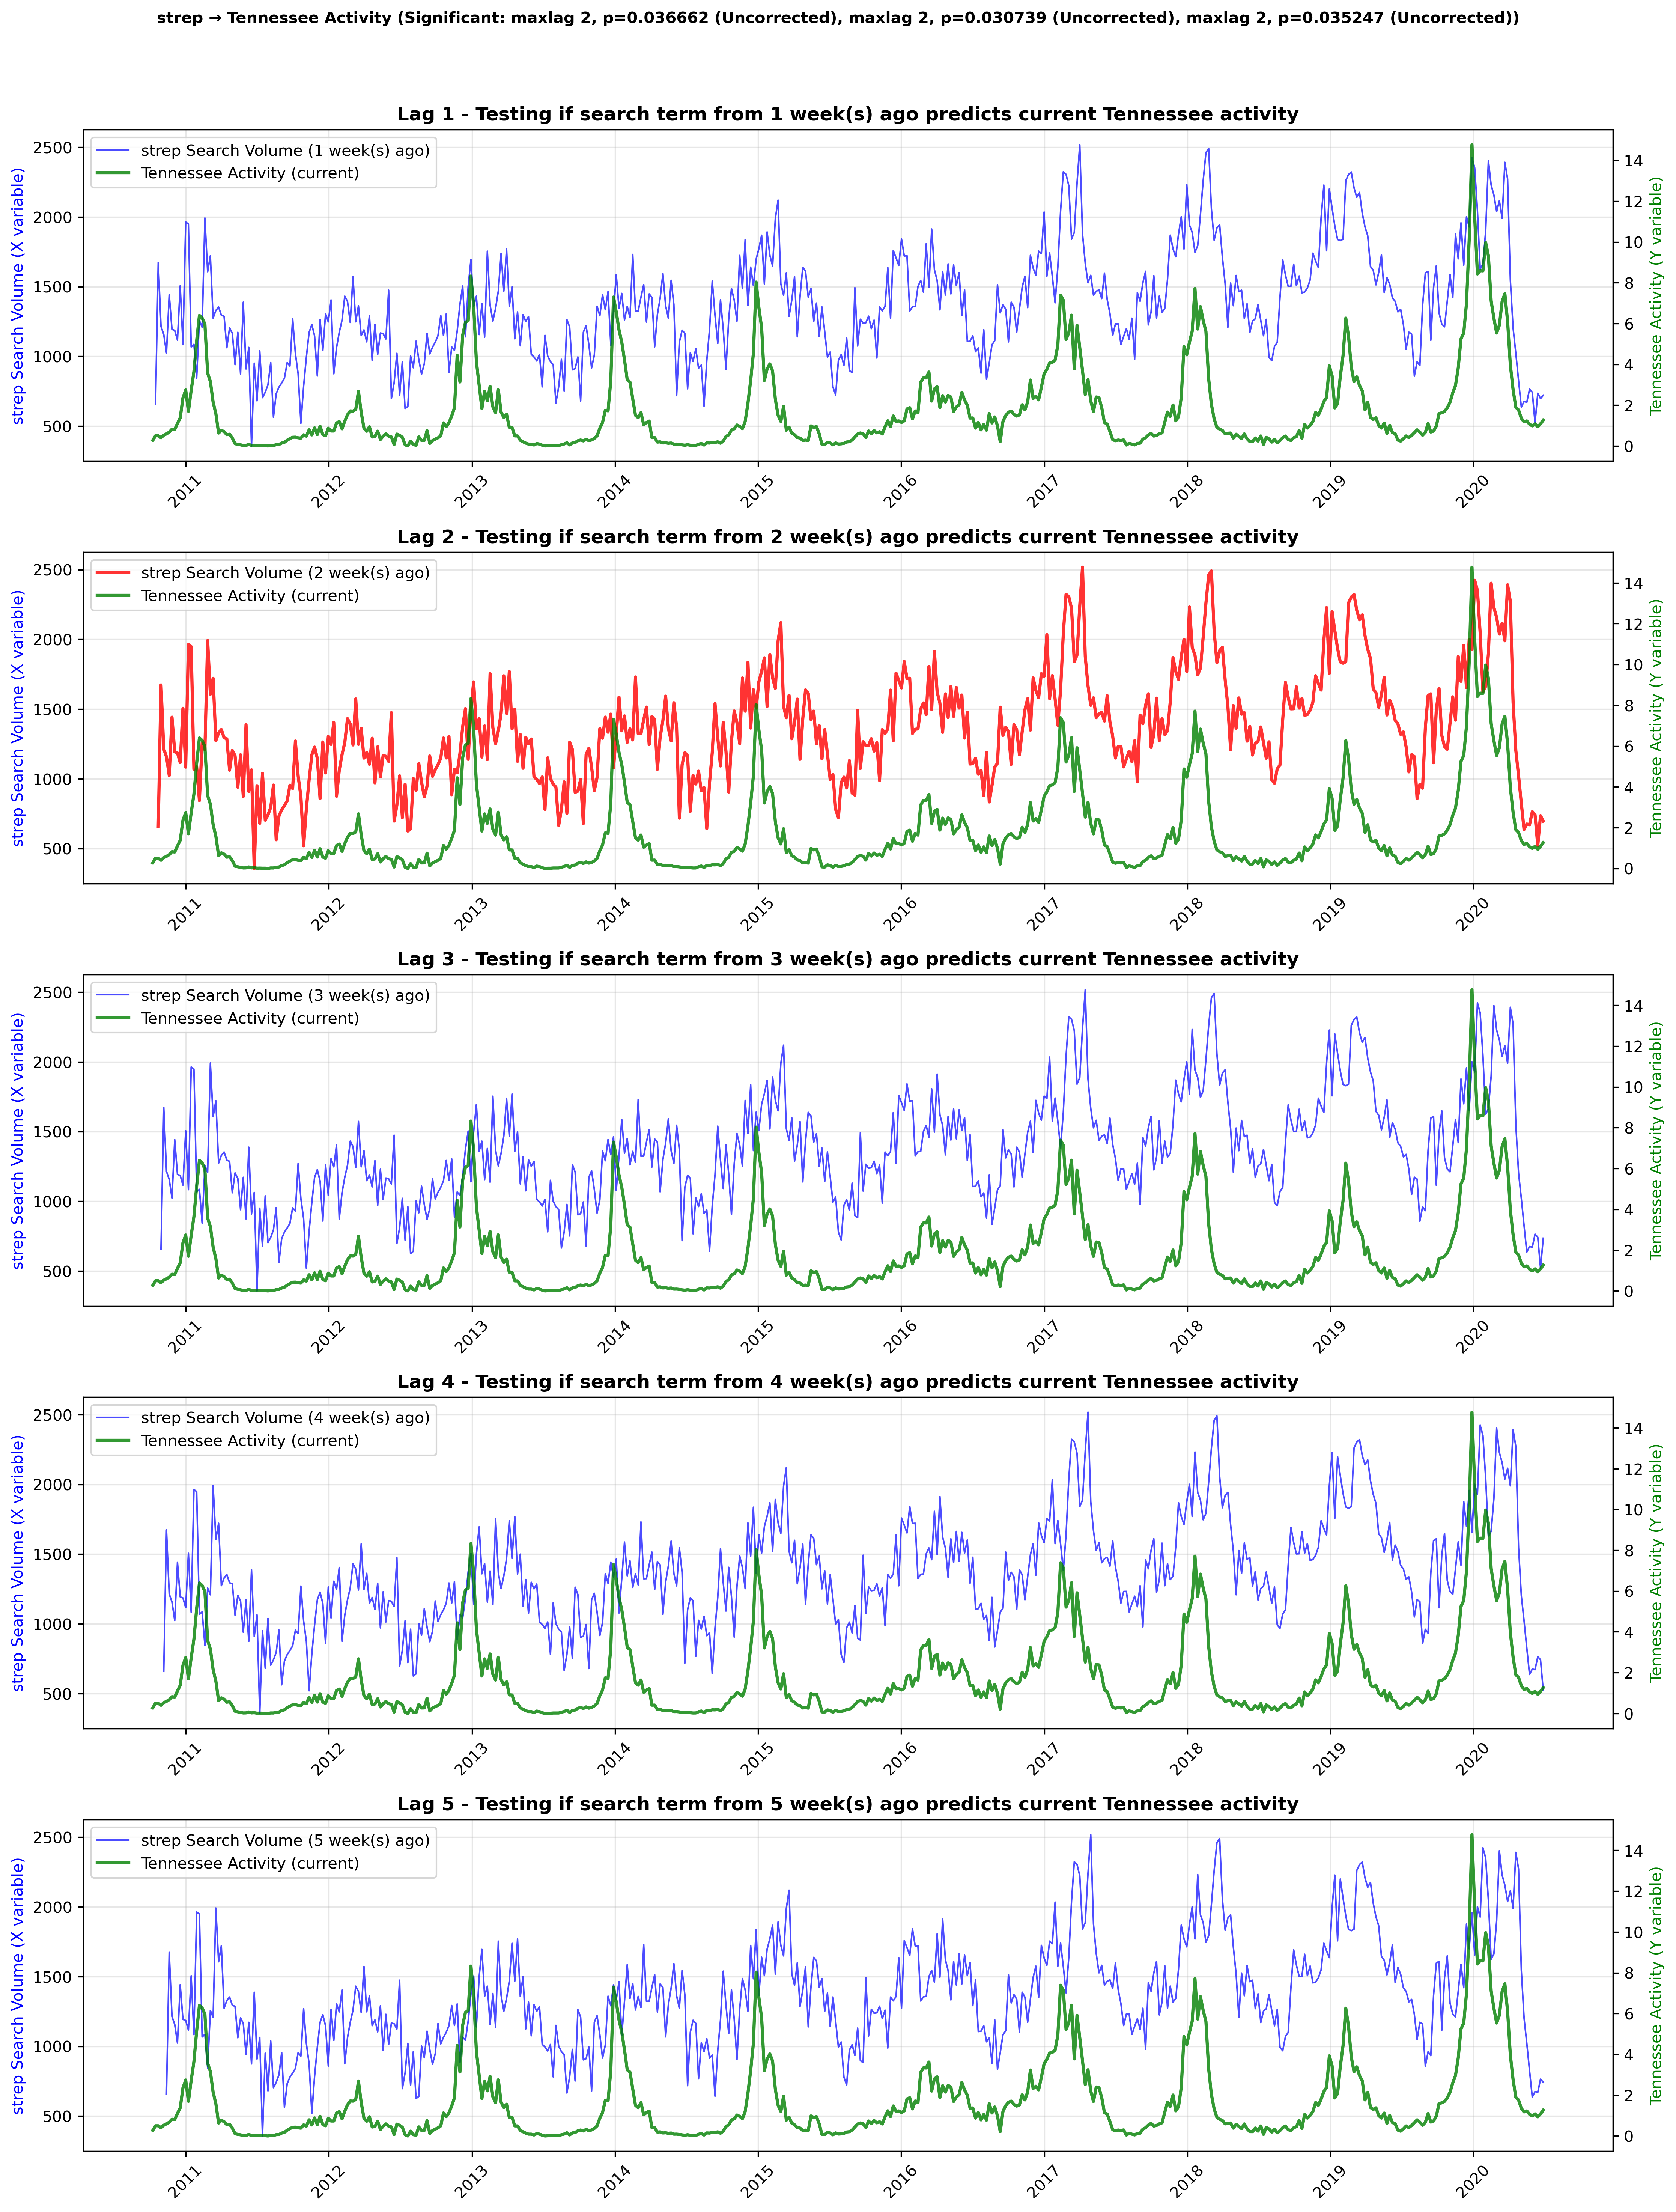 strep → Tennessee Activity (Significant: maxlag 2, p=0.036662 (Uncorrected), maxlag 2, p=0.030739 (Uncorrected), maxlag 2, p=0.035247 (Uncorrected))
Lag 1 - Testing if search term from 1 week(s) ago predicts current Tennessee activity
strep Search Volume (1 week(s) ago)
Tennessee Activity (current)
strep Search Volume (X variable)
2500
2000
1500
1000
500
14
12
10
8
6
4
2
0
Tennessee Activity (Y variable)
2011 2012 2013 2014 2015 2016 2017 2018 2019 2020
Lag 2 - Testing if search term from 2 week(s) ago predicts current Tennessee activity
strep Search Volume (2 week(s) ago)
Tennessee Activity (current)
strep Search Volume (X variable)
2500
2000
1500
1000
500
14
12
10
8
6
4
2
0
Tennessee Activity (Y variable)
2011 2012 2013 2014 2015 2016 2017 2018 2019 2020
Lag 3 - Testing if search term from 3 week(s) ago predicts current Tennessee activity
strep Search Volume (3 week(s) ago)
Tennessee Activity (current)
strep Search Volume (X variable)
2500
2000
1500
1000
500
14
12
10
8
6
4
2
0
Tennessee Activity (Y variable)
2011 2012 2013 2014 2015 2016 2017 2018 2019 2020
Lag 4 - Testing if search term from 4 week(s) ago predicts current Tennessee activity
strep Search Volume (4 week(s) ago)
Tennessee Activity (current)
strep Search Volume (X variable)
2500
2000
1500
1000
500
14
12
10
8
6
4
2
0
Tennessee Activity (Y variable)
2011 2012 2013 2014 2015 2016 2017 2018 2019 2020
Lag 5 - Testing if search term from 5 week(s) ago predicts current Tennessee activity
strep Search Volume (5 week(s) ago)
Tennessee Activity (current)
strep Search Volume (X variable)
2500
2000
1500
1000
500
14
12
10
8
6
4
2
0
Tennessee Activity (Y variable)
2011 2012 2013 2014 2015 2016 2017 2018 2019 2020